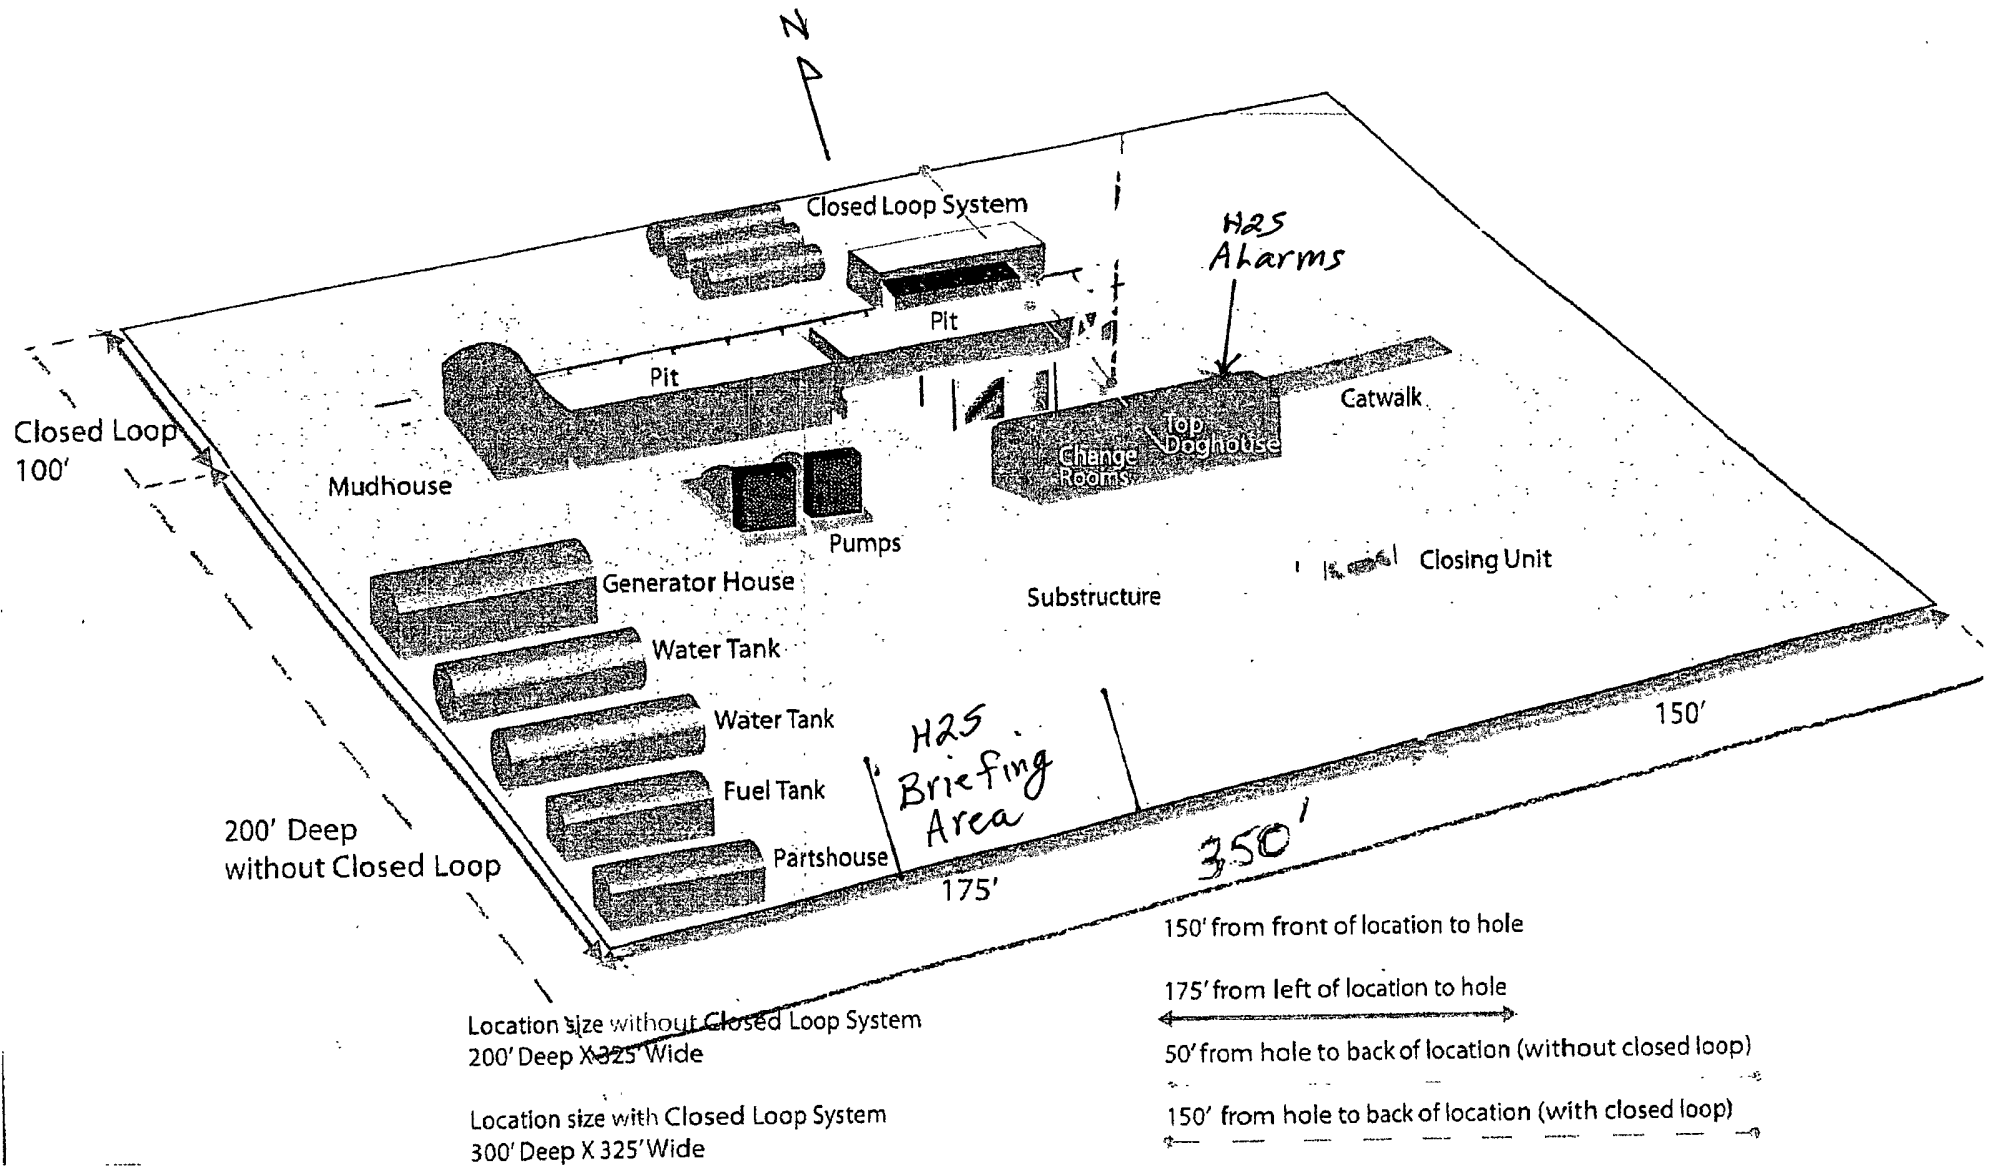 N
Closed Loop System
H2S
Alarms
Pit
Pit
Closed Loop
100'
Catwalk
Top
Doghouse
Change
Rooms
Mudhouse
Pumps
Closing Unit
Generator House
Substructure
Water Tank
Water Tank
H2S
Briefing
Area
150'
Fuel Tank
200' Deep
without Closed Loop
Partshouse
350'
175'
150' from front of location to hole
175' from left of location to hole
Location size without Closed Loop System
200' Deep X 325' Wide
50' from hole to back of location (without closed loop)
150' from hole to back of location (with closed loop)
Location size with Closed Loop System
300' Deep X 325' Wide